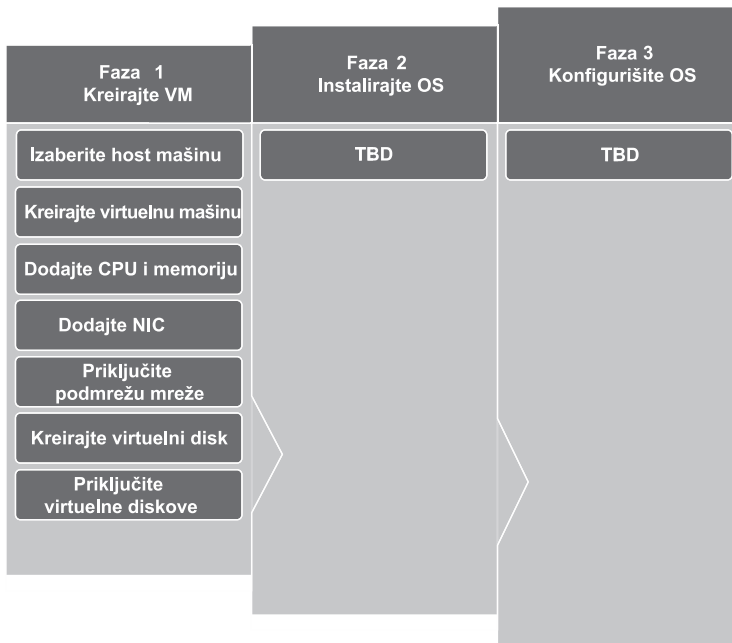 Faza 1
Kreirajte VM
Faza 2
Instalirajte OS
Faza 3
Konfigurišite OS
Izaberite host mašinu
Kreirajte virtuelnu mašinu
Dodajte CPU i memoriju
Dodajte NIC
Priključite
podmrežu mreže
Kreirajte virtuelni disk
Priključite
virtuelne diskove
TBD
TBD